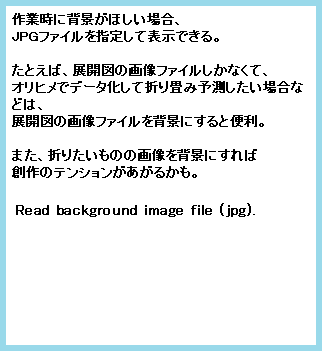 作業時に背景がほしい場合、
JPGファイルを指定して表示できる。
たとえば、展開図の画像ファイルしかなくて、
オリヒメでデータ化して折り畳み予測したい場合な
どは、
展開図の画像ファイルを背景にすると便利。
また、折りたいものの画像を背景にすれば
創作のテンションがあがるかも。
Read background image file (jpg).